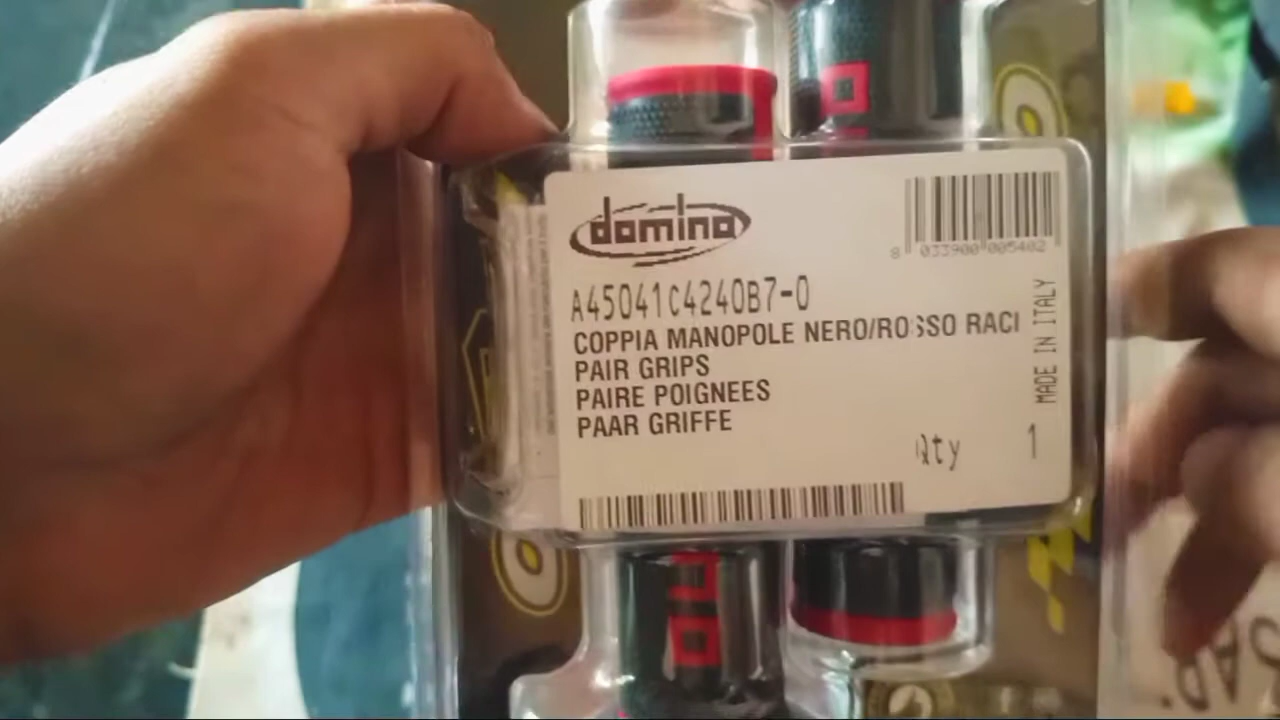 domino
8 033900 005402
A45041C4240B7-0
COPPIA MANOPOLE NERO/ROSSO RACI
PAIR GRIPS
PAIRE POIGNEES
PAAR GRIFFE
Qty 1
MADE IN ITALY